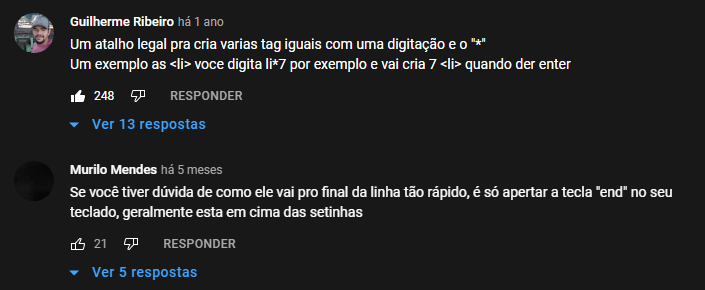 Guilherme Ribeiro há 1 ano
Um atalho legal pra cria varias tag iguais com uma digitação e o "*"
Um exemplo as <li> voce digita li*7 por exemplo e vai cria 7 <li> quando der enter
248 RESPONDER
Ver 13 respostas
Murilo Mendes há 5 meses
Se você tiver dúvida de como ele vai pro final da linha tão rápido, é só apertar a tecla "end" no seu
teclado, geralmente esta em cima das setinhas
21 RESPONDER
Ver 5 respostas